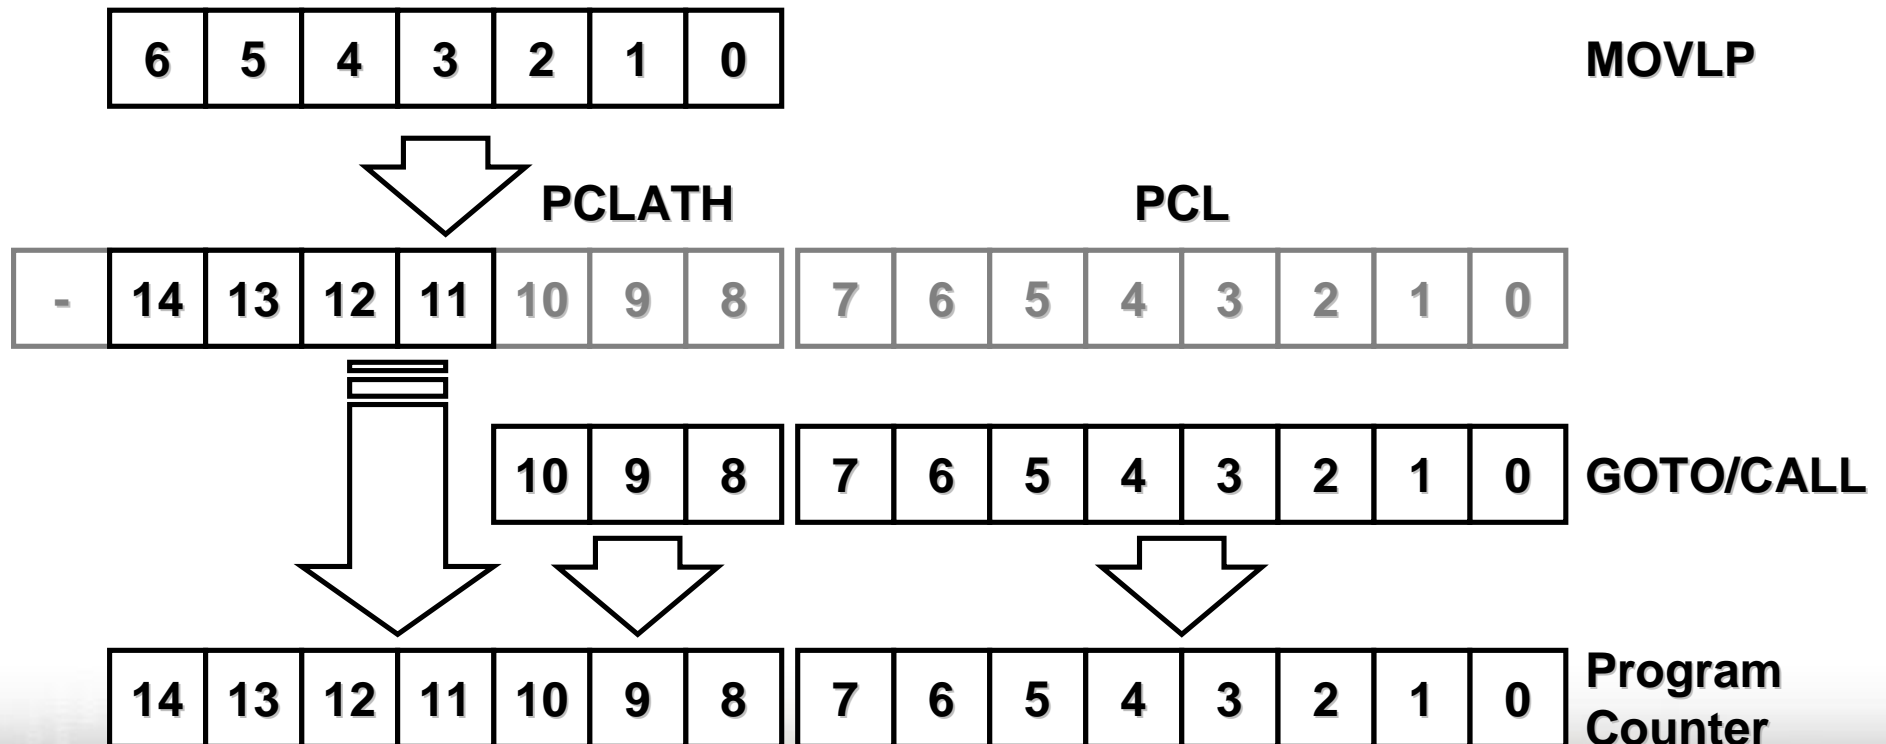 6 5 4 3 2 1 0 MOVLP
PCLATH PCL
- 14 13 12 11 10 9 8 7 6 5 4 3 2 1 0
10 9 8 7 6 5 4 3 2 1 0 GOTO/CALL
14 13 12 11 10 9 8 7 6 5 4 3 2 1 0 Program
Counter